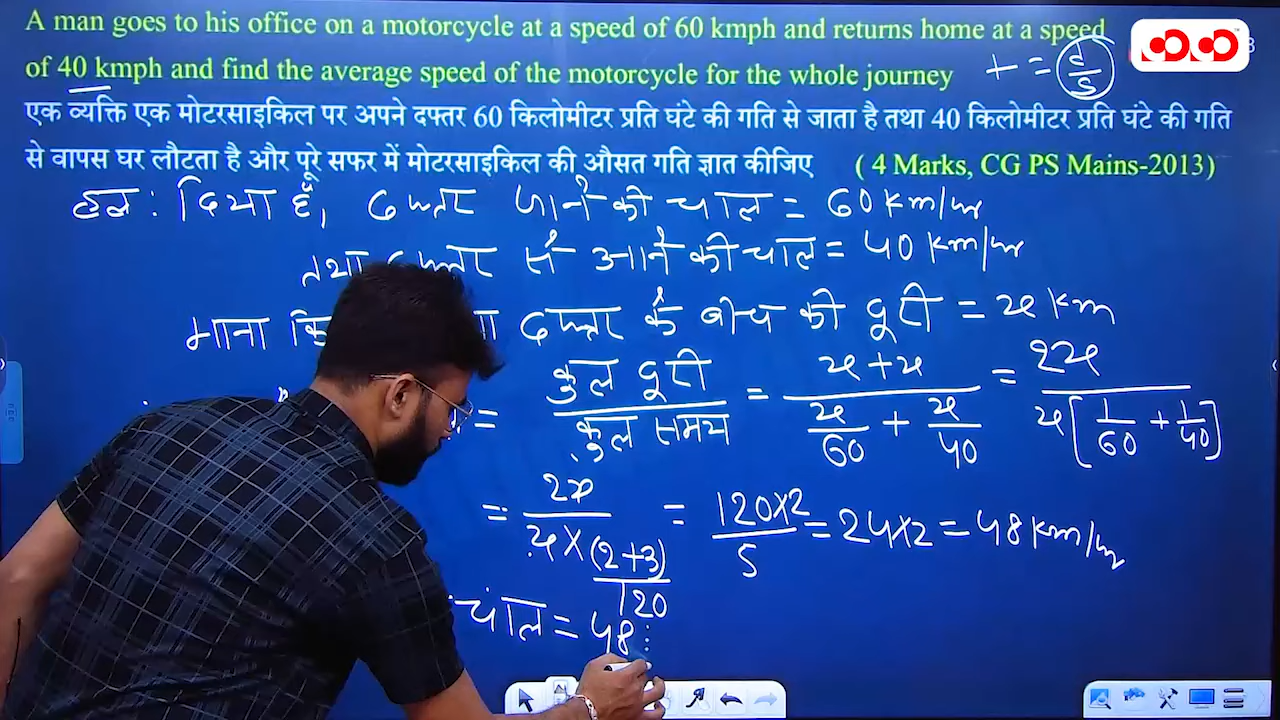 A man goes to his office on a motorcycle at a speed of 60 kmph and returns home at a speed
of 40 kmph and find the average speed of the motorcycle for the whole journey
t = d/s
एक व्यक्ति एक मोटरसाइकिल पर अपने दफ्तर 60 किलोमीटर प्रति घंटे की गति से जाता है तथा 40 किलोमीटर प्रति घंटे की गति
से वापस घर लौटता है और पूरे सफर में मोटरसाइकिल की औसत गति ज्ञात कीजिए ( 4 Marks, CG PS Mains-2013)
हल : दिया है, दफ्तर जाने की चाल = 60 km/hr
तथा दफ्तर से आने की चाल = 40 km/hr
माना कि दफ्तर के बीच की दूरी = x km
= कुल दूरी / कुल समय = x+x / (x/60 + x/40) = 2x / x[1/60 + 1/40]
= 2x / x×(2+3)/120 = 120×2 / 5 = 24×2 = 48 km/hr
चाल = 48